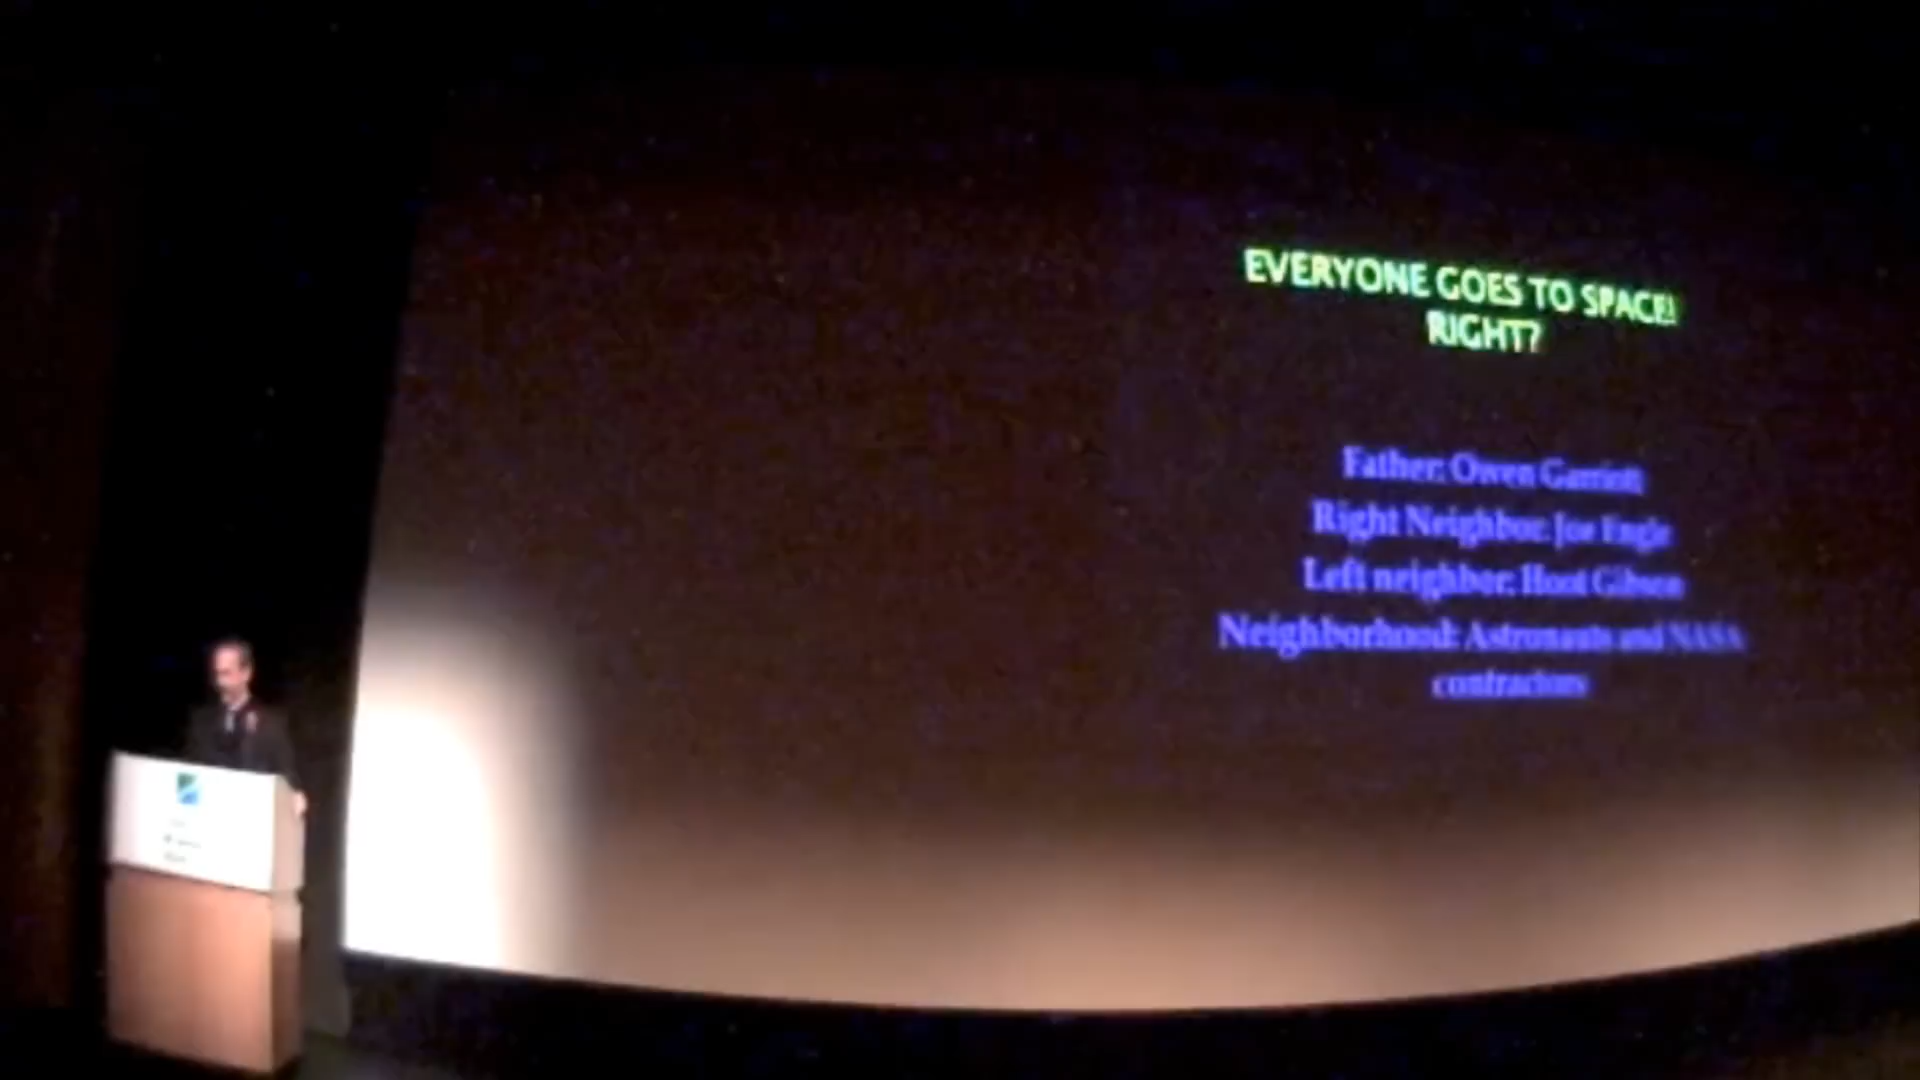 EVERYONE GOES TO SPACE!
RIGHT?
Father: Owen Garriott
Right Neighbor: Joe Engle
Left neighbor: Hoot Gibson
Neighborhood: Astronauts and NASA
contractors